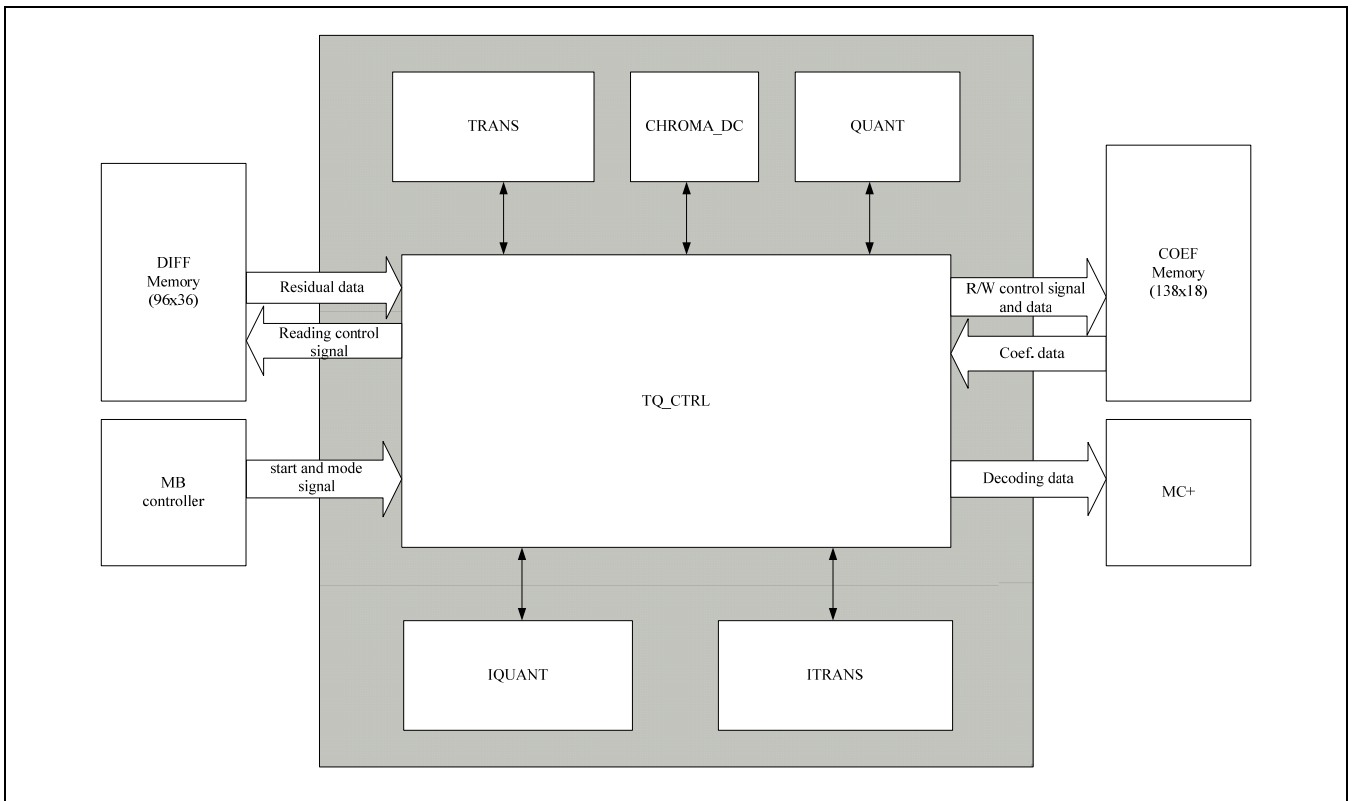 TRANS
CHROMA_DC
QUANT
DIFF
Memory
(96x36)
Residual data
Reading control
signal
MB
controller
start and mode
signal
TQ_CTRL
R/W control signal
and data
Coef. data
COEF
Memory
(138x18)
Decoding data
MC+
IQUANT
ITRANS